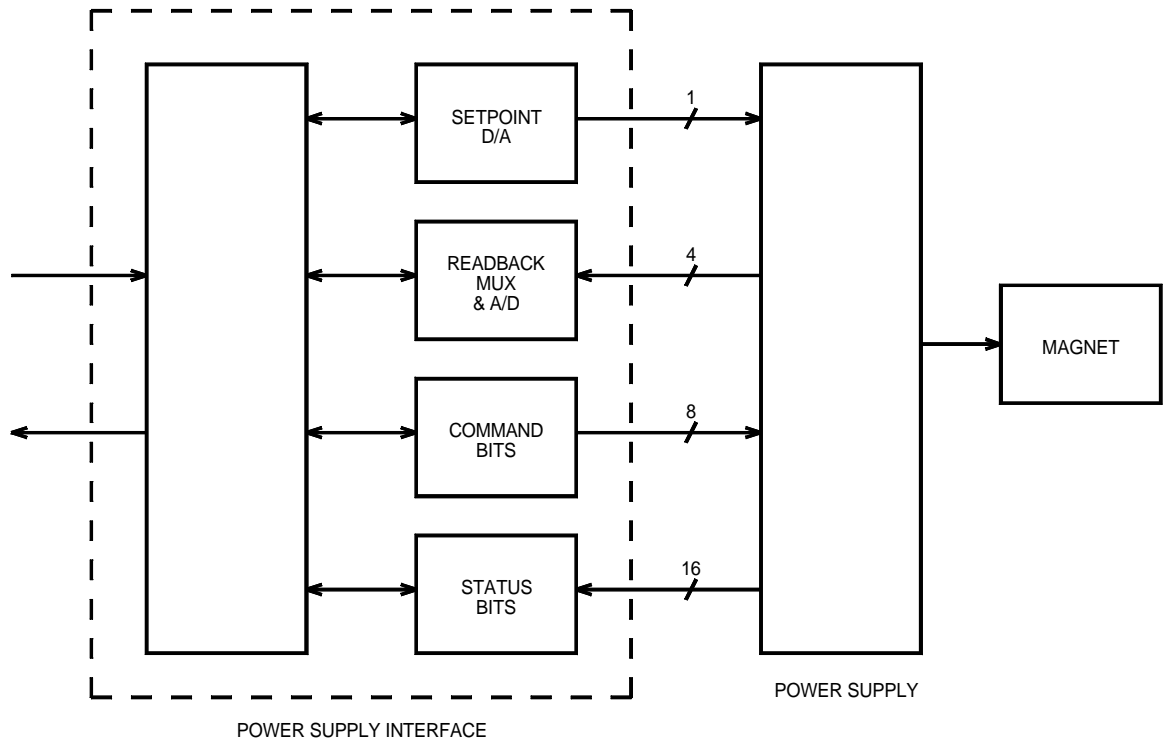 SETPOINT
D/A
1
READBACK
MUX
& A/D
4
MAGNET
COMMAND
BITS
8
STATUS
BITS
16
POWER SUPPLY
POWER SUPPLY INTERFACE